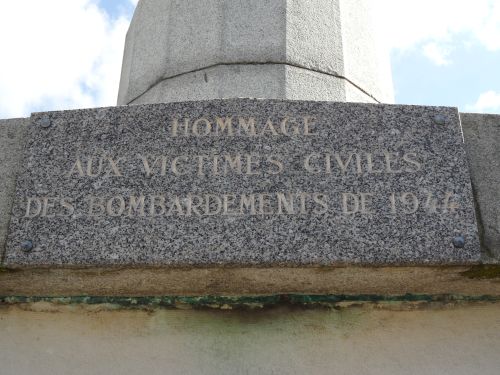 HOMMAGE
AUX VICTIMES CIVILES
DES BOMBARDEMENTS DE 1944